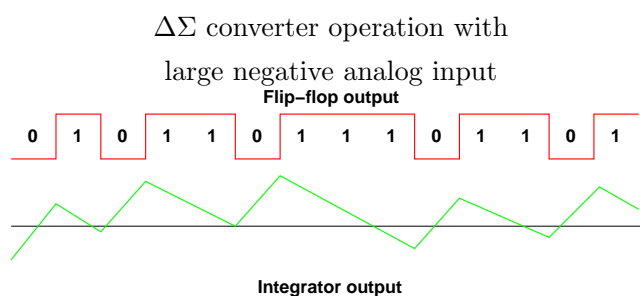 ΔΣ converter operation with
large negative analog input
Flip−flop output
0 1 0 1 1 0 1 1 1 0 1 1 0 1
Integrator output